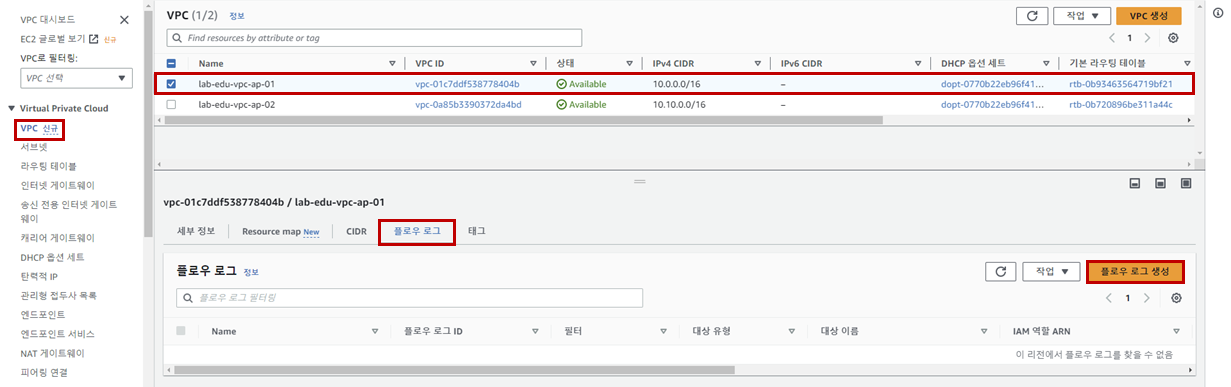 VPC 대시보드
EC2 글로벌 보기 신규
VPC로 필터링:
VPC 선택
Virtual Private Cloud
VPC 신규
서브넷
라우팅 테이블
인터넷 게이트웨이
송신 전용 인터넷 게이트
웨이
캐리어 게이트웨이
DHCP 옵션 세트
탄력적 IP
관리형 접두사 목록
엔드포인트
엔드포인트 서비스
NAT 게이트웨이
피어링 연결
VPC (1/2) 정보
작업
VPC 생성
Find resources by attribute or tag
1
Name VPC ID 상태 IPv4 CIDR IPv6 CIDR DHCP 옵션 세트 기본 라우팅 테이블
lab-edu-vpc-ap-01 vpc-01c7ddf538778404b Available 10.0.0.0/16 – dopt-0770b22eb96f41... rtb-0b93463564719bf21
lab-edu-vpc-ap-02 vpc-0a85b3390372da4bd Available 10.10.0.0/16 – dopt-0770b22eb96f41... rtb-0b720896be311a44c
vpc-01c7ddf538778404b / lab-edu-vpc-ap-01
세부 정보 Resource map New CIDR 플로우 로그 태그
플로우 로그 정보
작업
플로우 로그 생성
플로우 로그 필터링
1
Name 플로우 로그 ID 필터 대상 유형 대상 이름 IAM 역할 ARN
이 리전에서 플로우 로그를 찾을 수 없음